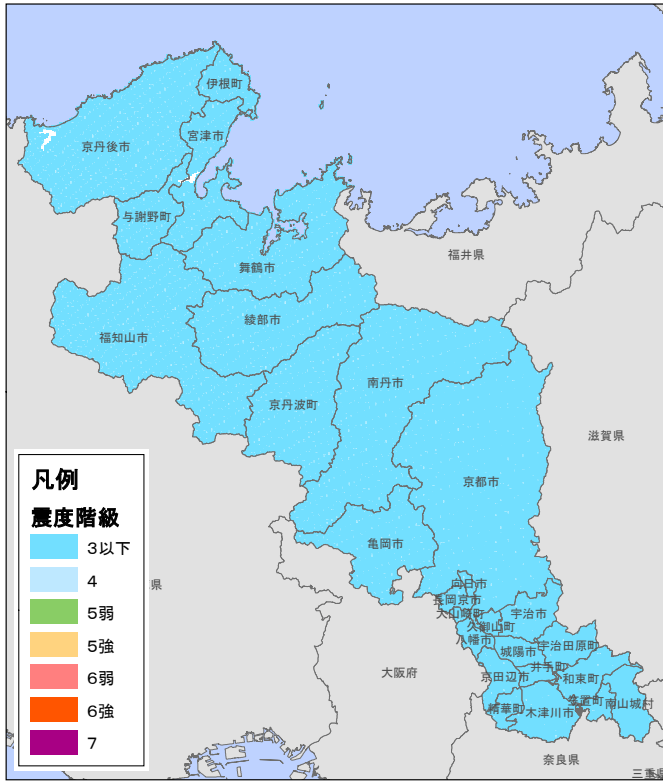 伊根町
宮津市
京丹後市
与謝野町
舞鶴市
福井県
綾部市
福知山市
南丹市
京丹波町
滋賀県
京都市
亀岡市
凡例
震度階級
3以下
4
5弱
5強
6弱
6強
7
県
向日市
長岡京市
大山崎町
宇治市
久御山町
八幡市
宇治田原町
城陽市
井手町
大阪府
京田辺市
和束町
笠置町
南山城村
精華町
木津川市
奈良県
三重県